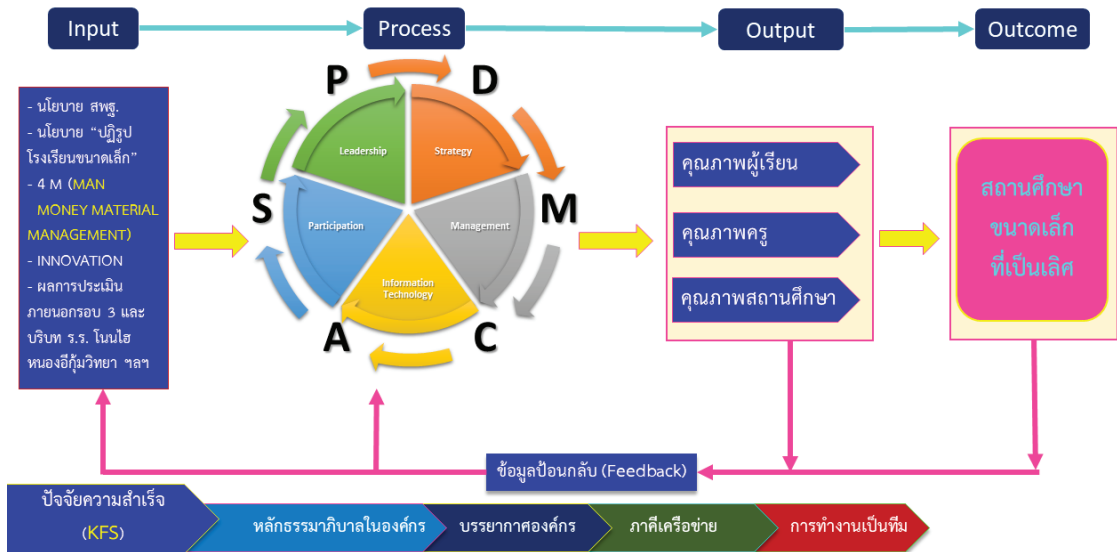 Input
Process
Output
Outcome
- นโยบาย สพฐ.
- นโยบาย “ปฏิรูป
โรงเรียนขนาดเล็ก”
- 4 M (MAN
MONEY MATERIAL
MANAGEMENT)
- INNOVATION
- ผลการประเมิน
ภายนอกรอบ 3 และ
บริบท ร.ร. โนนไฮ
หนองอีกุ้มวิทยา ฯลฯ
P
D
Leadership
Strategy
S
M
Participation
Management
Information
Technology
A
C
คุณภาพผู้เรียน
คุณภาพครู
คุณภาพสถานศึกษา
สถานศึกษา
ขนาดเล็ก
ที่เป็นเลิศ
ข้อมูลป้อนกลับ (Feedback)
ปัจจัยความสำเร็จ
(KFS)
หลักธรรมาภิบาลในองค์กร
บรรยากาศองค์กร
ภาคีเครือข่าย
การทำงานเป็นทีม